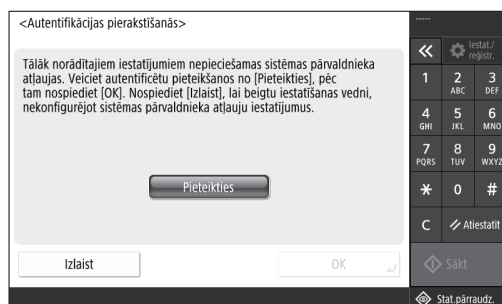 <Autentifikācijas pierakstīšanās>
Tālāk norādītajiem iestatījumiem nepieciešamas sistēmas pārvaldnieka
atļaujas. Veiciet autentificētu pieteikšanos no [Pieteikties], pēc
tam nospiediet [OK]. Nospiediet [Izlaist], lai beigtu iestatīšanas vedni,
nekonfigurējot sistēmas pārvaldnieka atļauju iestatījumus.
Pieteikties
Izlaist
OK
-----
Iestat./
reģistr.
1 2 3
ABC DEF
4 5 6
GHI JKL MNO
7 8 9
PQRS TUV WXYZ
* 0 #
C Atiestatīt
Sākt
Stat.pārraudz.